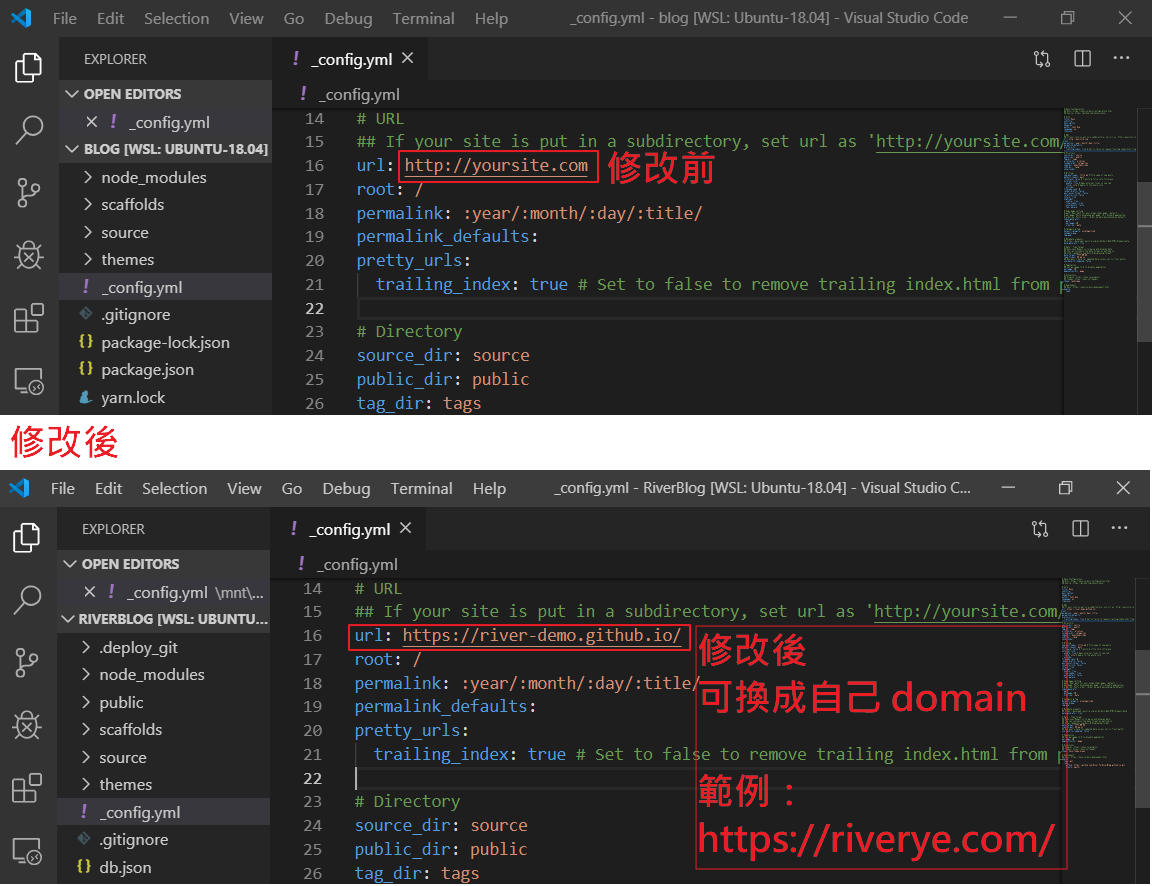 File Edit Selection View Go Debug Terminal Help _config.yml - blog [WSL: Ubuntu-18.04] - Visual Studio Code
EXPLORER
! _config.yml
OPEN EDITORS
! _config.yml
BLOG [WSL: UBUNTU-18.04]
node_modules
scaffolds
source
themes
! _config.yml
.gitignore
{} package-lock.json
{} package.json
yarn.lock
! _config.yml
14 # URL
15 ## If your site is put in a subdirectory, set url as 'http://yoursite.com/
16 url: http://yoursite.com 修改前
17 root: /
18 permalink: :year/:month/:day/:title/
19 permalink_defaults:
20 pretty_urls:
21 trailing_index: true # Set to false to remove trailing index.html from p
22
23 # Directory
24 source_dir: source
25 public_dir: public
26 tag_dir: tags
修改後
File Edit Selection View Go Debug Terminal Help _config.yml - RiverBlog [WSL: Ubuntu-18.04] - Visual Studio C...
EXPLORER
! _config.yml
OPEN EDITORS
! _config.yml \mnt\...
RIVERBLOG [WSL: UBUNTU...
.deploy_git
node_modules
public
scaffolds
source
themes
! _config.yml
.gitignore
{} db.json
! _config.yml
14 # URL
15 ## If your site is put in a subdirectory, set url as 'http://yoursite.com/
16 url: https://river-demo.github.io/
17 root: /
18 permalink: :year/:month/:day/:title/
19 permalink_defaults:
20 pretty_urls:
21 trailing_index: true # Set to false to remove trailing index.html from p
22
23 # Directory
24 source_dir: source
25 public_dir: public
26 tag_dir: tags
修改後
可換成自己 domain
範例：
https://riverye.com/